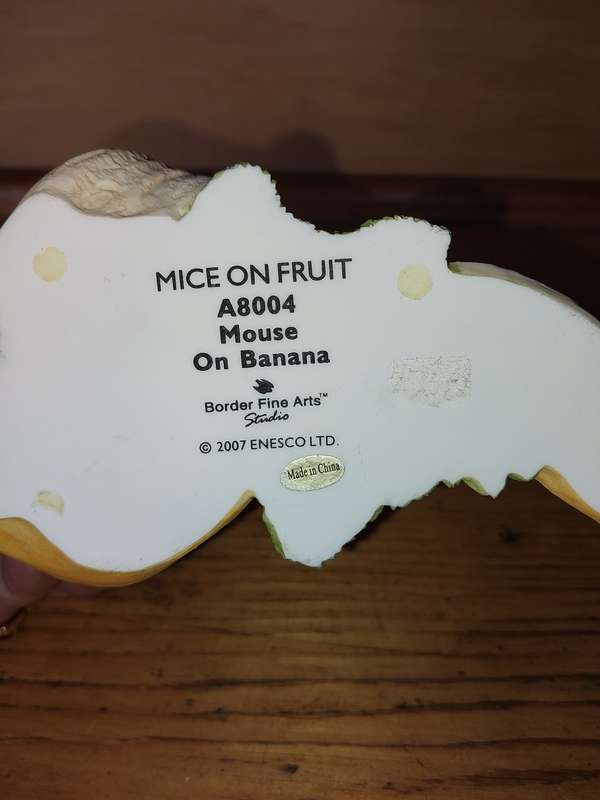 MICE ON FRUIT
A8004
Mouse
On Banana
Border Fine Arts™
Studio
© 2007 ENESCO LTD.
Made in China